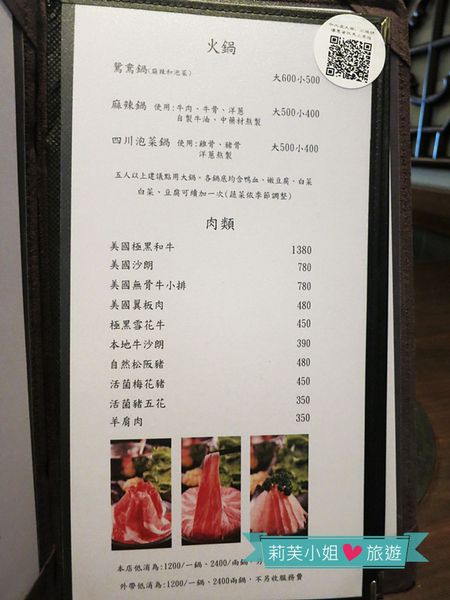 火鍋
鴛鴦鍋(麻辣和泡菜) 大600小500
麻辣鍋 使用:牛肉、牛骨、洋蔥 大500小400
自製牛油、中藥材熬製
四川泡菜鍋 使用:雞骨、豬骨 大500小400
洋蔥熬製
五人以上建議點用大鍋。各鍋底均含鴨血、嫩豆腐、白菜
白菜、豆腐可續加一次(蔬菜依季節調整)
肉類
美國極黑和牛 1380
美國沙朗 780
美國無骨牛小排 780
美國翼板肉 480
極黑雪花牛 450
本地牛沙朗 390
自然松阪豬 480
活菌梅花豬 450
活菌豬五花 350
羊肩肉 350
本店低消為:1200/一鍋、2400/兩鍋、另
外帶低消為:1200/一鍋、2400兩鍋、不另收服務費
莉芙小姐 旅遊